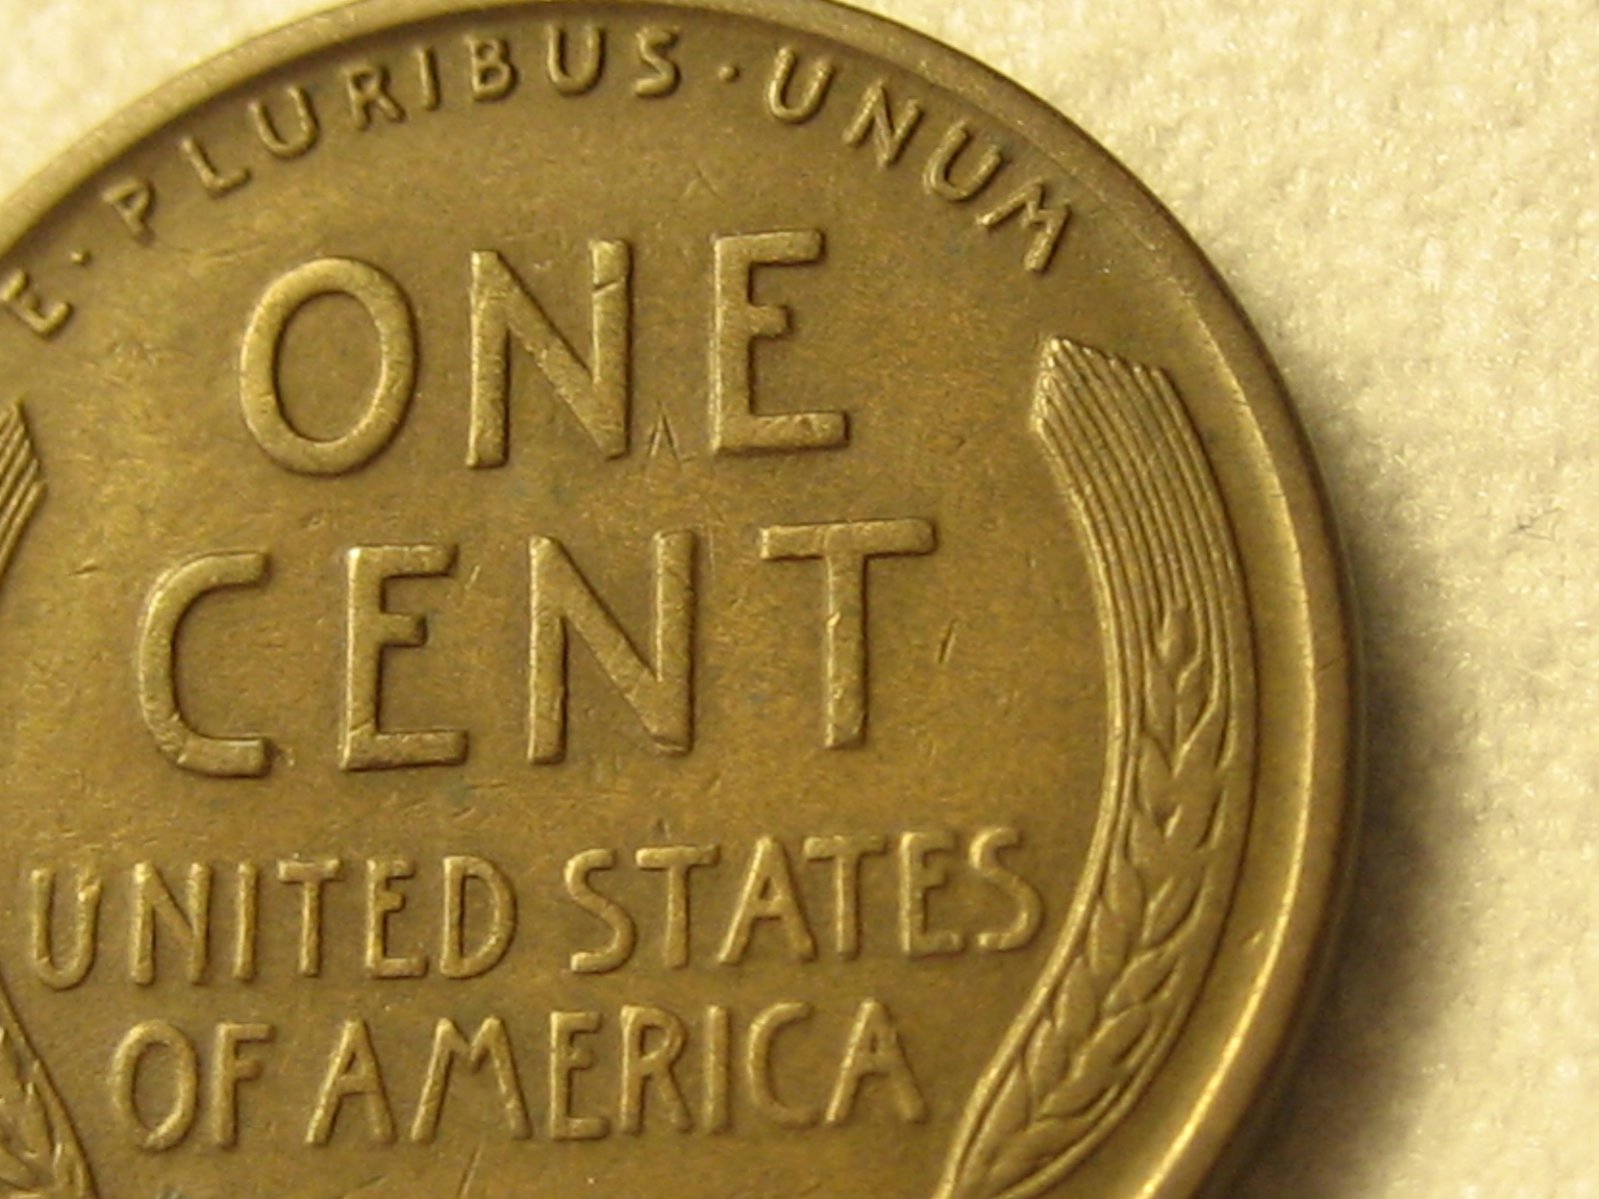 E · PLURIBUS · UNUM
ONE
CENT
UNITED STATES
OF AMERICA